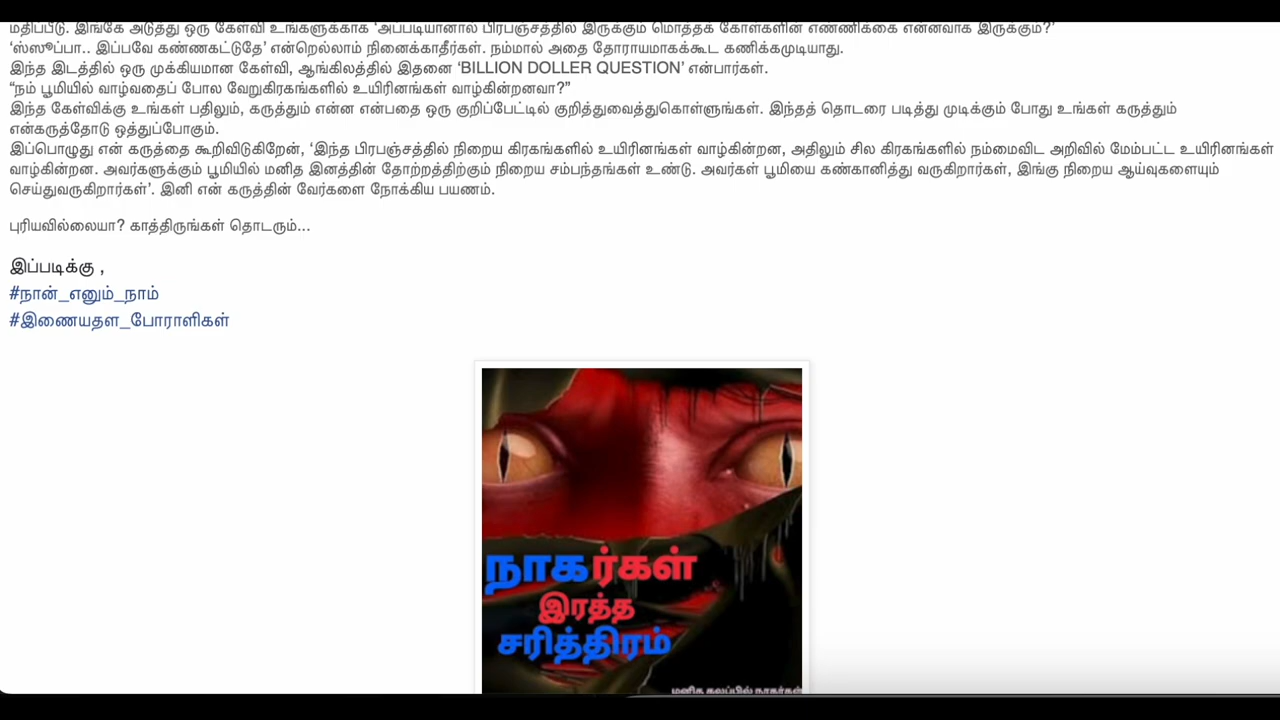 மதிப்பீடு. இங்கே அடுத்து ஒரு கேள்வி உங்களுக்காக ‘அப்படியானால் பிரபஞ்சத்தில் இருக்கும் மொத்தக் கோள்களின் எண்ணிக்கை என்னவாக இருக்கும்?’
‘ஸ்ஸூப்பா.. இப்பவே கண்ணகட்டுதே’ என்றெல்லாம் நினைக்காதீர்கள். நம்மால் அதை தோராயமாகக்கூட கணிக்கமுடியாது.
இந்த இடத்தில் ஒரு முக்கியமான கேள்வி, ஆங்கிலத்தில் இதனை ‘BILLION DOLLER QUESTION’ என்பார்கள்.
“நம் பூமியில் வாழ்வதைப் போல வேறுகிரகங்களில் உயிரினங்கள் வாழ்கின்றனவா?”
இந்த கேள்விக்கு உங்கள் பதிலும், கருத்தும் என்ன என்பதை ஒரு குறிப்பேட்டில் குறித்துவைத்துகொள்ளுங்கள். இந்தத் தொடரை படித்து முடிக்கும் போது உங்கள் கருத்தும்
என்கருத்தோடு ஒத்துப்போகும்.
இப்பொழுது என் கருத்தை கூறிவிடுகிறேன், ‘இந்த பிரபஞ்சத்தில் நிறைய கிரகங்களில் உயிரினங்கள் வாழ்கின்றன, அதிலும் சில கிரகங்களில் நம்மைவிட அறிவில் மேம்பட்ட உயிரினங்கள்
வாழ்கின்றன. அவர்களுக்கும் பூமியில் மனித இனத்தின் தோற்றத்திற்கும் நிறைய சம்பந்தங்கள் உண்டு. அவர்கள் பூமியை கண்கானித்து வருகிறார்கள், இங்கு நிறைய ஆய்வுகளையும்
செய்துவருகிறார்கள்’. இனி என் கருத்தின் வேர்களை நோக்கிய பயணம்.
புரியவில்லையா? காத்திருங்கள் தொடரும்...
இப்படிக்கு ,
#நான்_எனும்_நாம்
#இணையதள_போராளிகள்
நாகர்கள்
இரத்த
சரித்திரம்
மனித கலப்பில் நாகர்கள்